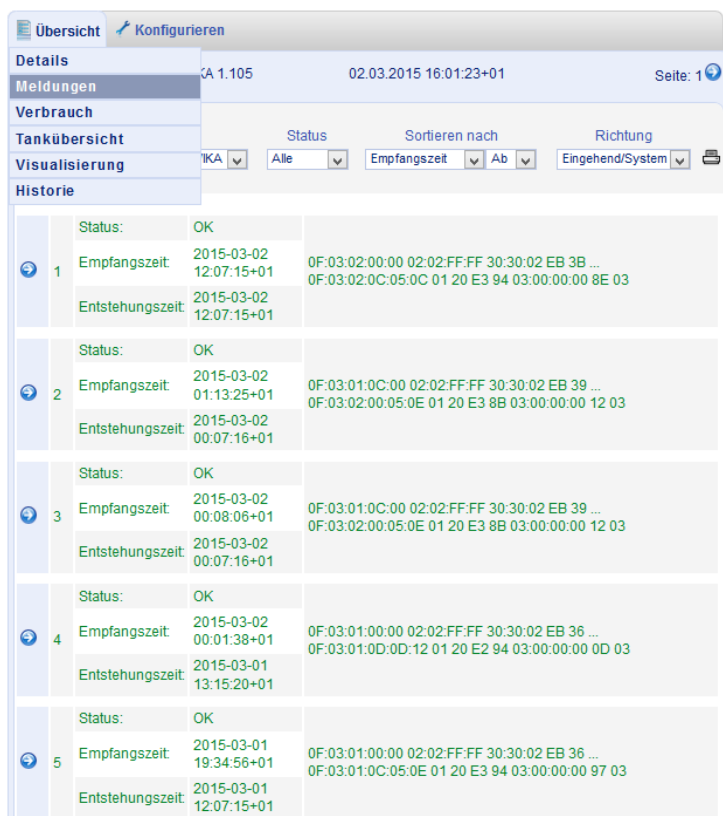 Übersicht Konfigurieren
Details
Meldungen
Verbrauch
Tankübersicht
Visualisierung
Historie
1.105 02.03.2015 16:01:23+01 Seite: 1
Status Sortieren nach Richtung
Alle Empfangszeit Ab Eingehend/System
1
Status: OK
Empfangszeit: 2015-03-02
12:07:15+01
Entstehungszeit: 2015-03-02
12:07:15+01
0F:03:02:00:00 02:02:FF:FF 30:30:02 EB 3B ...
0F:03:02:0C:05:0C 01 20 E3 94 03:00:00:00 8E 03
2
Status: OK
Empfangszeit: 2015-03-02
01:13:25+01
Entstehungszeit: 2015-03-02
00:07:16+01
0F:03:01:0C:00 02:02:FF:FF 30:30:02 EB 39 ...
0F:03:02:00:05:0E 01 20 E3 8B 03:00:00:00 12 03
3
Status: OK
Empfangszeit: 2015-03-02
00:08:06+01
Entstehungszeit: 2015-03-02
00:07:16+01
0F:03:01:0C:00 02:02:FF:FF 30:30:02 EB 39 ...
0F:03:02:00:05:0E 01 20 E3 8B 03:00:00:00 12 03
4
Status: OK
Empfangszeit: 2015-03-02
00:01:38+01
Entstehungszeit: 2015-03-01
13:15:20+01
0F:03:01:00:00 02:02:FF:FF 30:30:02 EB 36 ...
0F:03:01:0D:0D:12 01 20 E2 94 03:00:00:00 0D 03
5
Status: OK
Empfangszeit: 2015-03-01
19:34:56+01
Entstehungszeit: 2015-03-01
12:07:15+01
0F:03:01:00:00 02:02:FF:FF 30:30:02 EB 36 ...
0F:03:01:0C:05:0E 01 20 E3 94 03:00:00:00 97 03